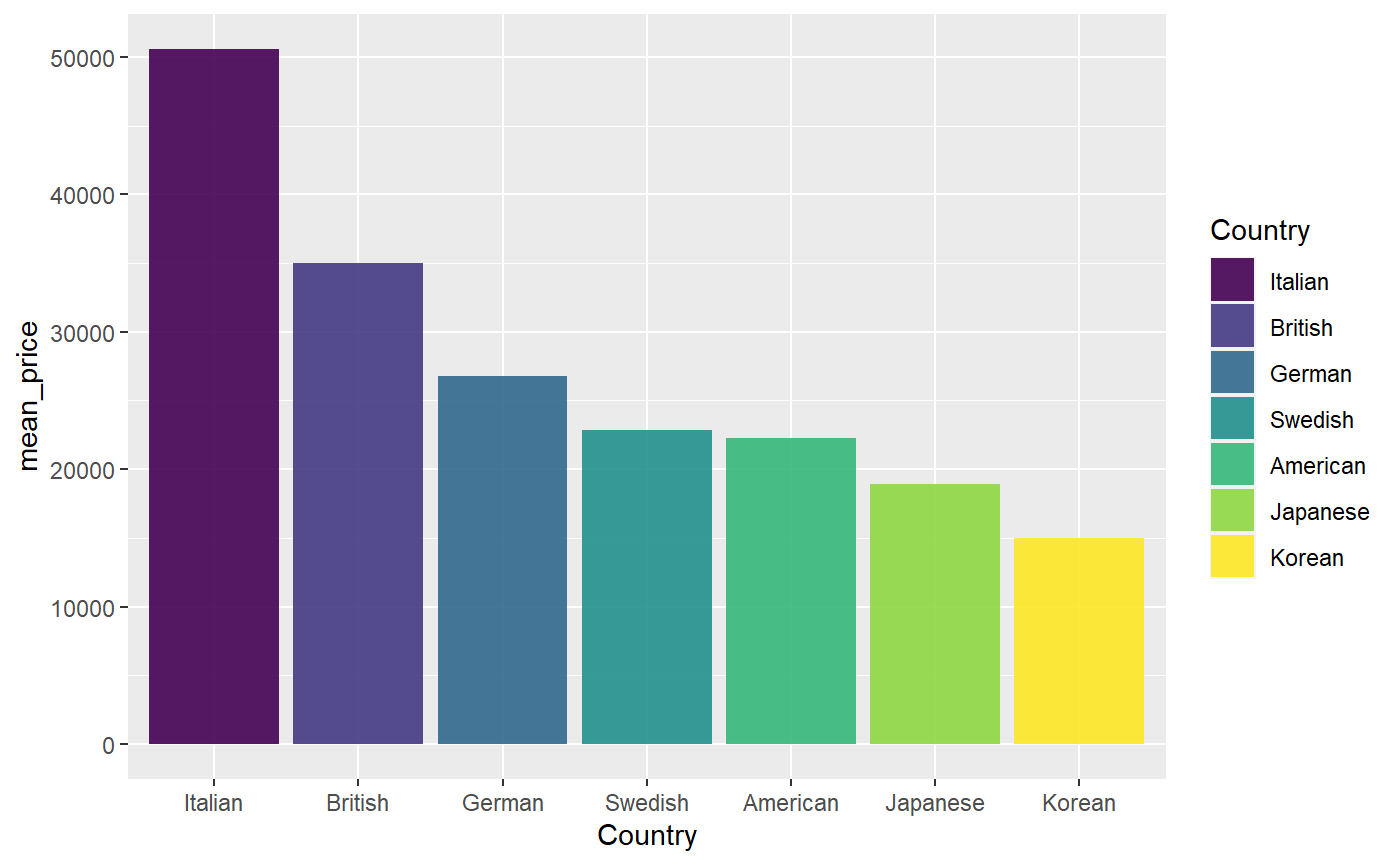 50000
40000
30000
20000
10000
0
mean_price
Italian
British
German
Swedish
American
Japanese
Korean
Country
Country
Italian
British
German
Swedish
American
Japanese
Korean